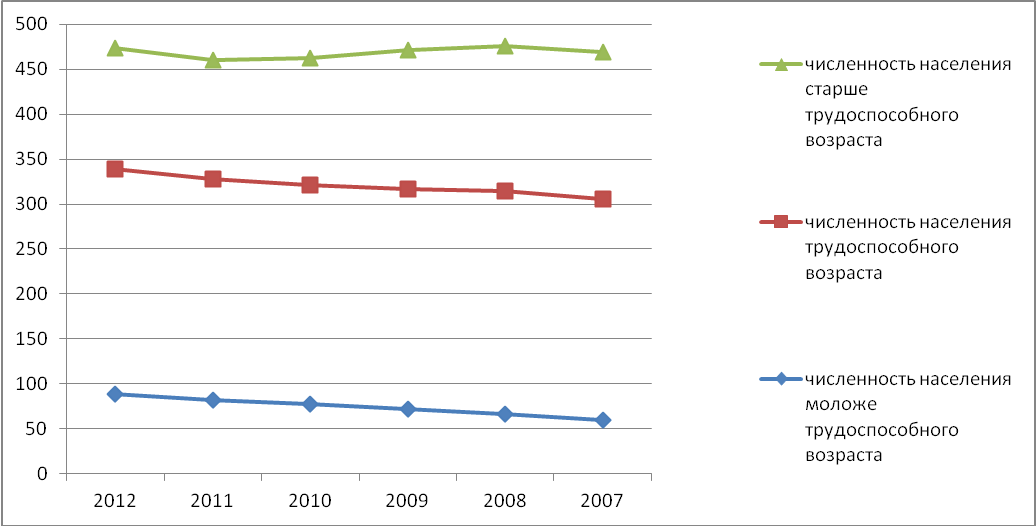 500
450
400
350
300
250
200
150
100
50
0
2012 2011 2010 2009 2008 2007
численность населения
старше
трудоспособного
возраста
численность населения
трудоспособного
возраста
численность населения
моложе
трудоспособного
возраста